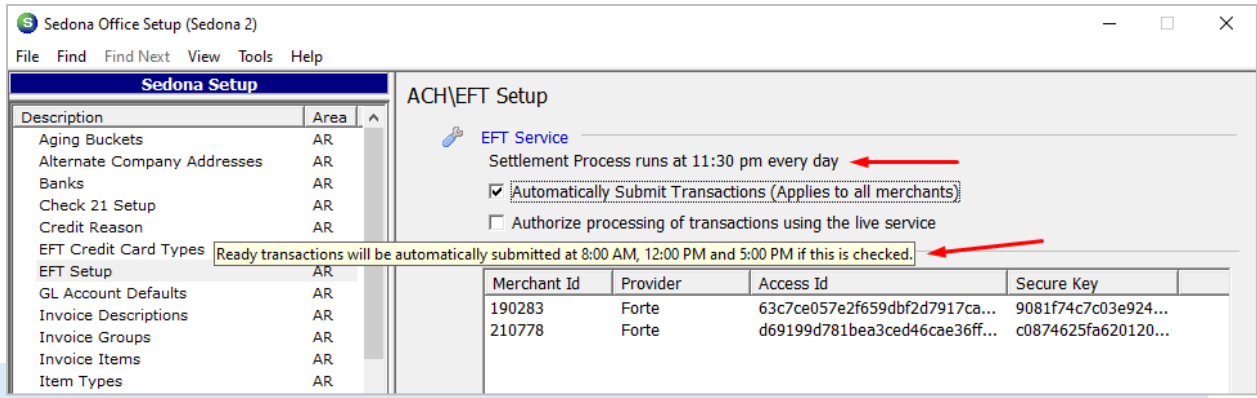 Sedona Office Setup (Sedona 2)
File Find Find Next View Tools Help
Sedona Setup
Description Area
Aging Buckets AR
Alternate Company Addresses AR
Banks AR
Check 21 Setup AR
Credit Reason AR
EFT Credit Card Types
EFT Setup AR
GL Account Defaults AR
Invoice Descriptions AR
Invoice Groups AR
Invoice Items AR
Item Types AR
ACH\EFT Setup
EFT Service
Settlement Process runs at 11:30 pm every day
Automatically Submit Transactions (Applies to all merchants)
Authorize processing of transactions using the live service
Ready transactions will be automatically submitted at 8:00 AM, 12:00 PM and 5:00 PM if this is checked.
Merchant Id Provider Access Id Secure Key
190283 Forte 63c7ce057e2f659dbf2d7917ca... 9081f74c7c03e924...
210778 Forte d69199d781bea3ced46cae36ff... c0874625fa620120...